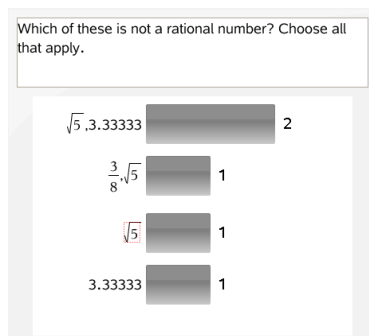 Which of these is not a rational number? Choose all
that apply.
√5,3.33333 2
3/8,√5 1
√5 1
3.33333 1